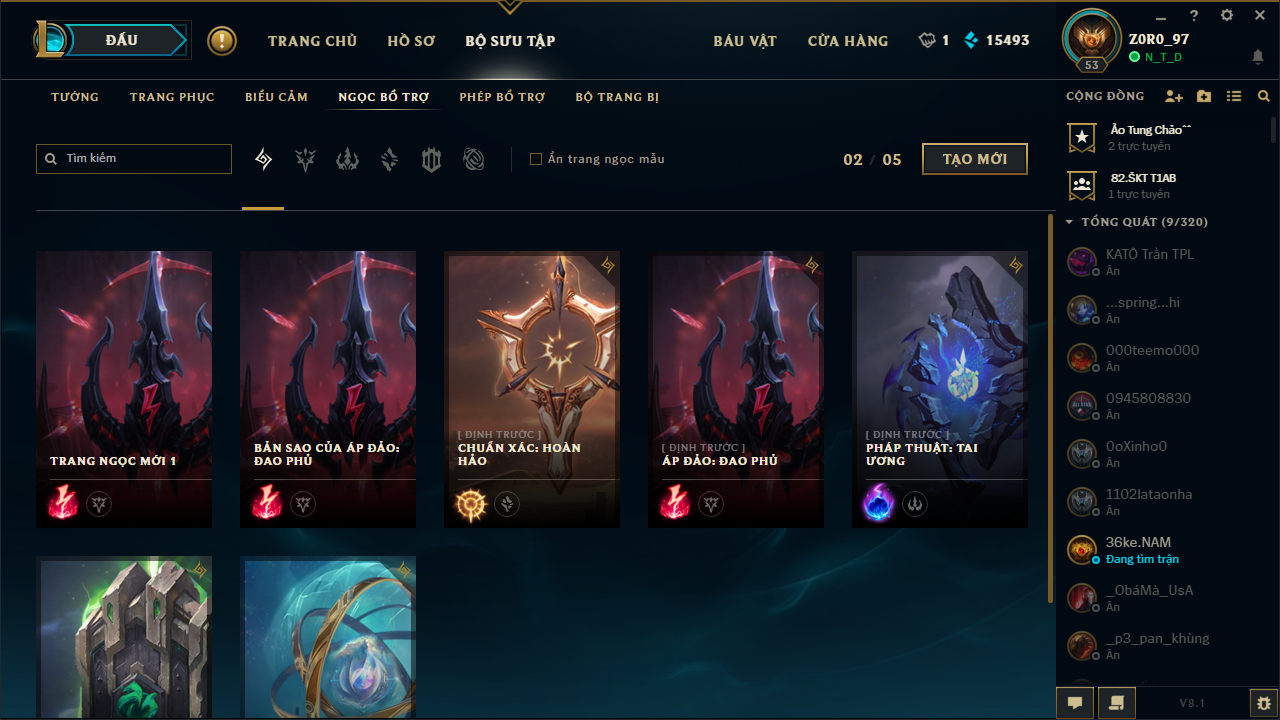 ĐẤU
TRANG CHỦ
HỒ SƠ
BỘ SƯU TẬP
BÁU VẬT
CỬA HÀNG
1
15493
53
Z0R0_97
N_T_D
TƯỚNG
TRANG PHỤC
BIỂU CẢM
NGỌC BỔ TRỢ
PHÉP BỔ TRỢ
BỘ TRANG BỊ
CỘNG ĐỒNG
Tìm kiếm
Ẩn trang ngọc mẫu
02 / 05
TẠO MỚI
Ảo Tung Chảo^^
2 trực tuyến
82.ŠKT T1AB
1 trực tuyến
TỔNG QUÁT (9/320)
KATÔ Trần TPL
Ẩn
...spring...hi
Ẩn
000teemo000
Ẩn
0945808830
Ẩn
0oXinho0
Ẩn
1102lataonha
Ẩn
36ke.NAM
Đang tìm trận
_ObáMà_UsA
Ẩn
_p3_pan_khùng
Ẩn
TRANG NGỌC MỚI 1
BẢN SAO CỦA ÁP ĐẢO:
ĐAO PHỦ
[ ĐỊNH TRƯỚC ]
CHUẨN XÁC: HOÀN
HẢO
[ ĐỊNH TRƯỚC ]
ÁP ĐẢO: ĐAO PHỦ
[ ĐỊNH TRƯỚC ]
PHÁP THUẬT: TAI
ƯƠNG
V8.1